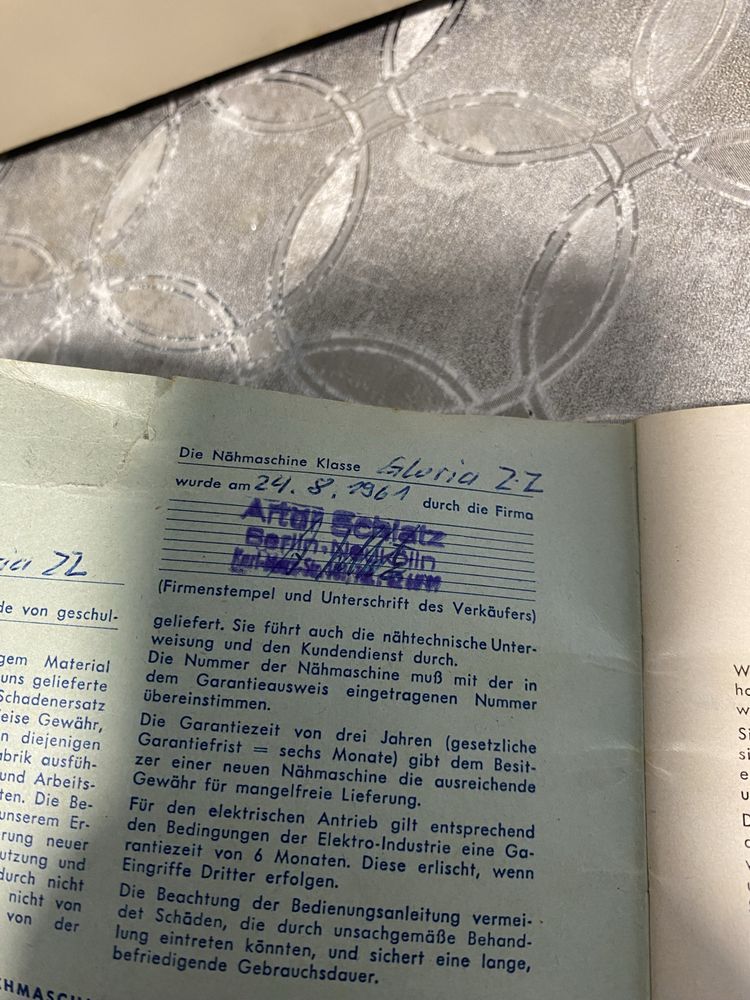 Die Nähmaschine Klasse Gloria ZZ
wurde am 24. 8. 1961 durch die Firma
Artur Schlatz
Berlin-Neukölln
(Firmenstempel und Unterschrift des Verkäufers)
geliefert. Sie führt auch die nähtechnische Unter-
weisung und den Kundendienst durch.
Die Nummer der Nähmaschine muß mit der in
dem Garantieausweis eingetragenen Nummer
übereinstimmen.
Die Garantiezeit von drei Jahren (gesetzliche
Garantiefrist = sechs Monate) gibt dem Besit-
zer einer neuen Nähmaschine die ausreichende
Gewähr für mangelfreie Lieferung.
Für den elektrischen Antrieb gilt entsprechend
den Bedingungen der Elektro-Industrie eine Ga-
rantiezeit von 6 Monaten. Diese erlischt, wenn
Eingriffe Dritter erfolgen.
Die Beachtung der Bedienungsanleitung vermei-
det Schäden, die durch unsachgemäße Behand-
lung eintreten könnten, und sichert eine lange,
befriedigende Gebrauchsdauer.
ZZ
de von geschul-
gem Material
uns gelieferte
Schadenersatz
eise Gewähr,
n diejenigen
abrik ausfüh-
und Arbeits-
ten. Die Be-
unserem Er-
rung neuer
utzung und
durch nicht
nicht von
von der